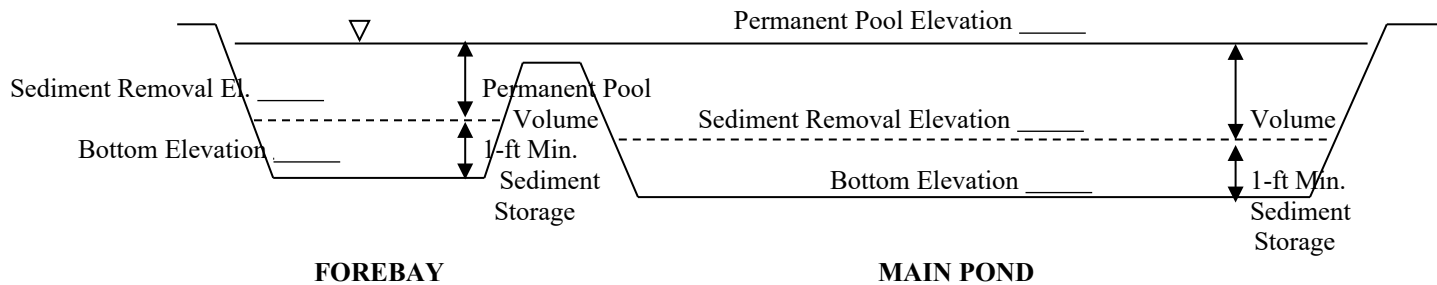 Permanent Pool Elevation _____
Sediment Removal El. _____
Permanent Pool
Volume
Sediment Removal Elevation _____
Volume
Bottom Elevation _____
1-ft Min.
Sediment
Storage
Bottom Elevation _____
1-ft Min.
Sediment
Storage
FOREBAY
MAIN POND